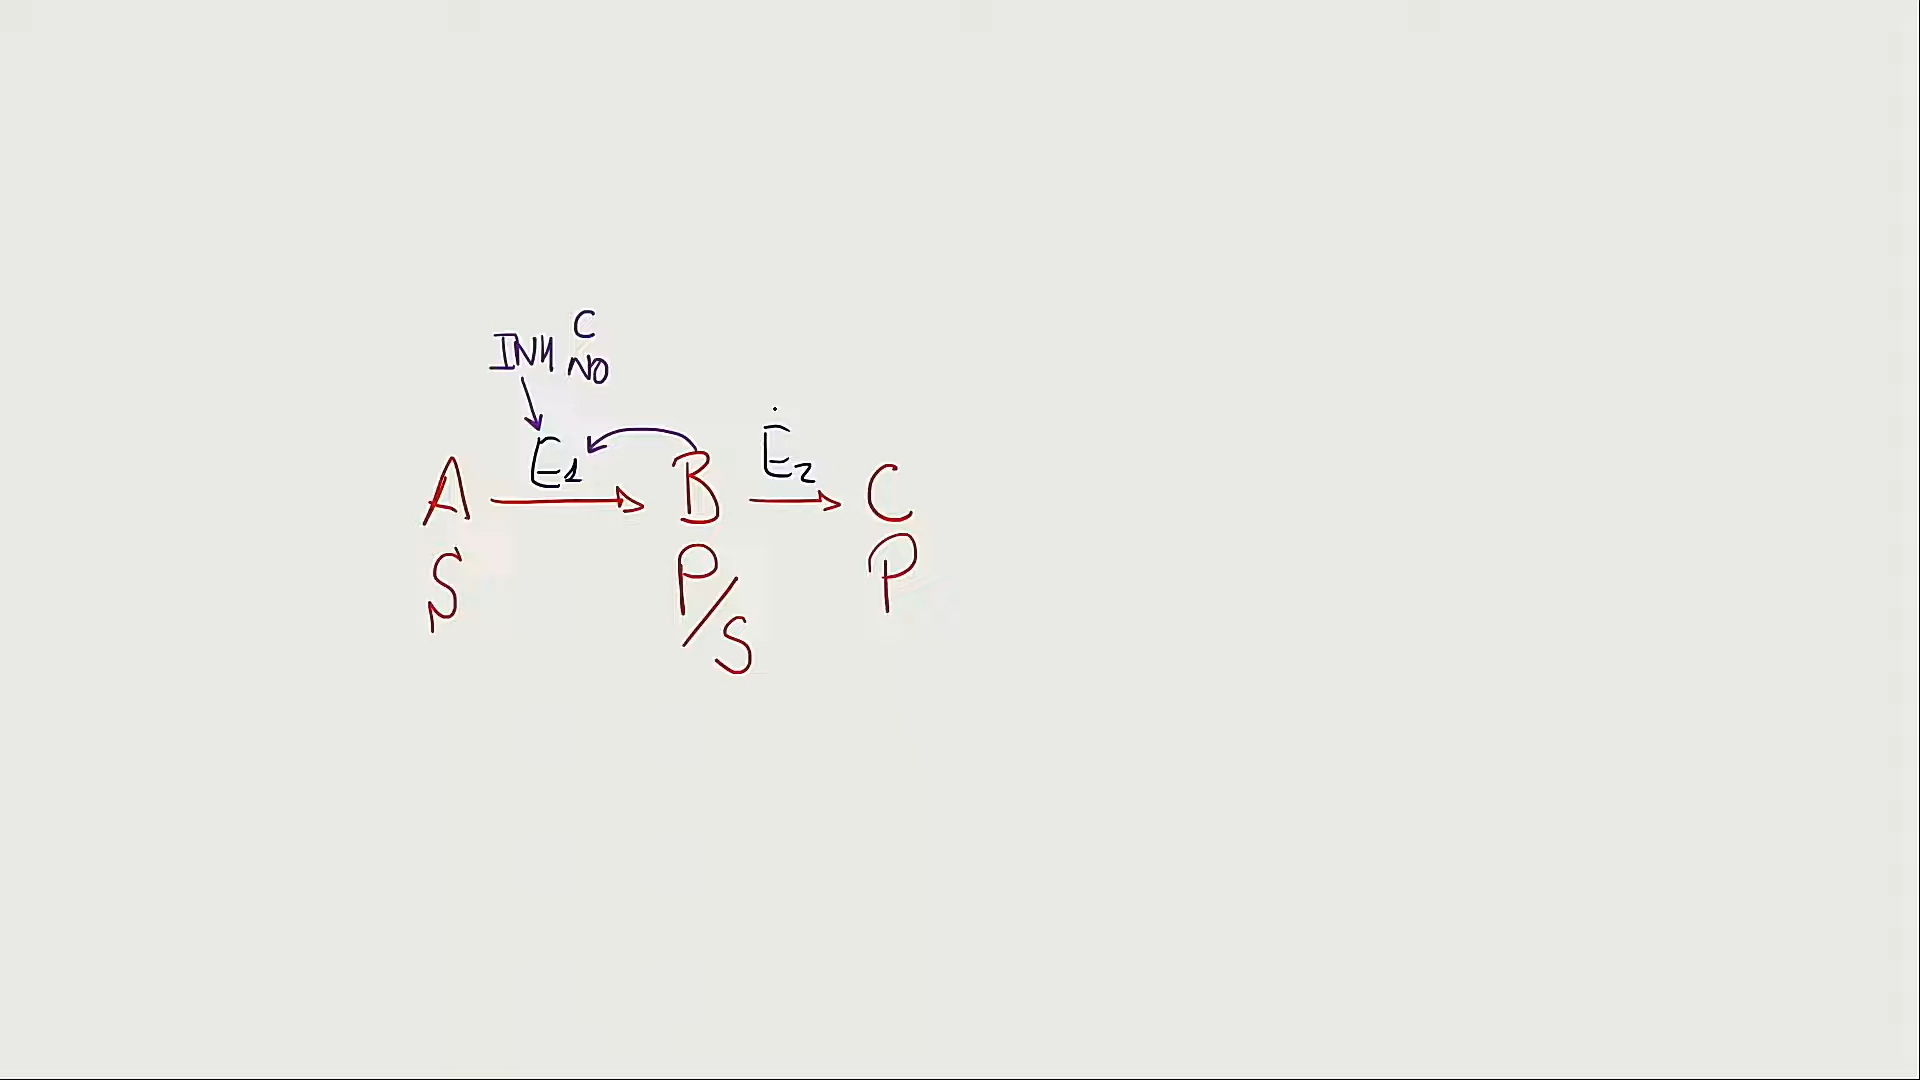 C
INH NO
E1 E2
A → B → C
S P/S P